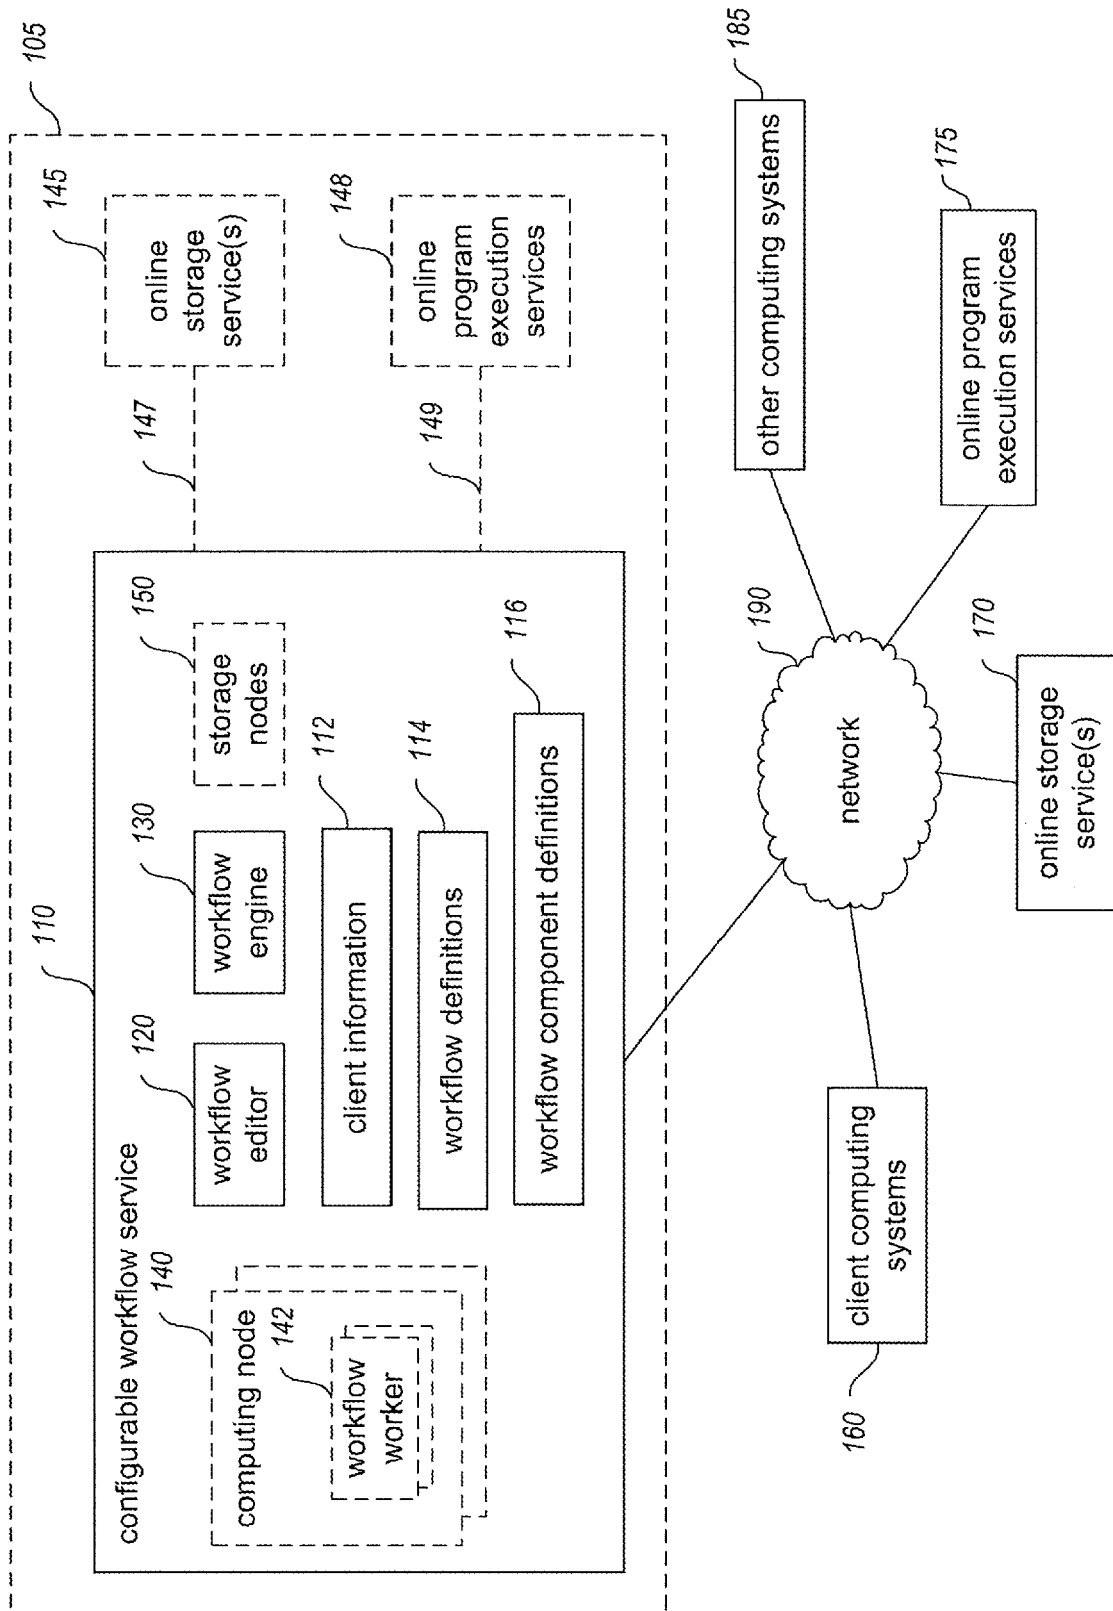 105
110
configurable workflow service
140
computing node
142
workflow
worker
120
workflow
editor
130
workflow
engine
150
storage
nodes
112
client information
114
workflow definitions
116
workflow component definitions
147
145
online
storage
service(s)
149
148
online
program
execution
services
190
network
185
other computing systems
175
online program
execution services
170
online storage
service(s)
client computing
systems
160